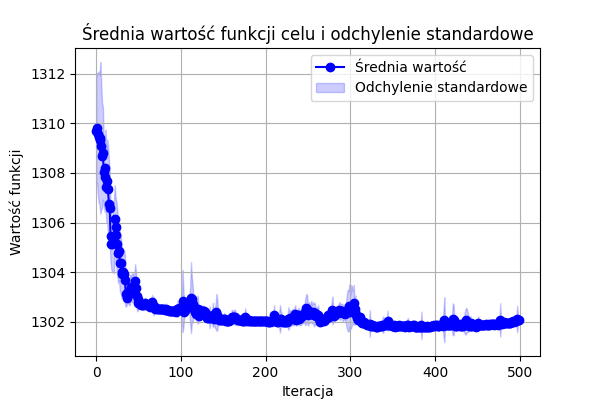 Średnia wartość funkcji celu i odchylenie standardowe
Średnia wartość
Odchylenie standardowe
Wartość funkcji
1312
1310
1308
1306
1304
1302
0 100 200 300 400 500
Iteracja